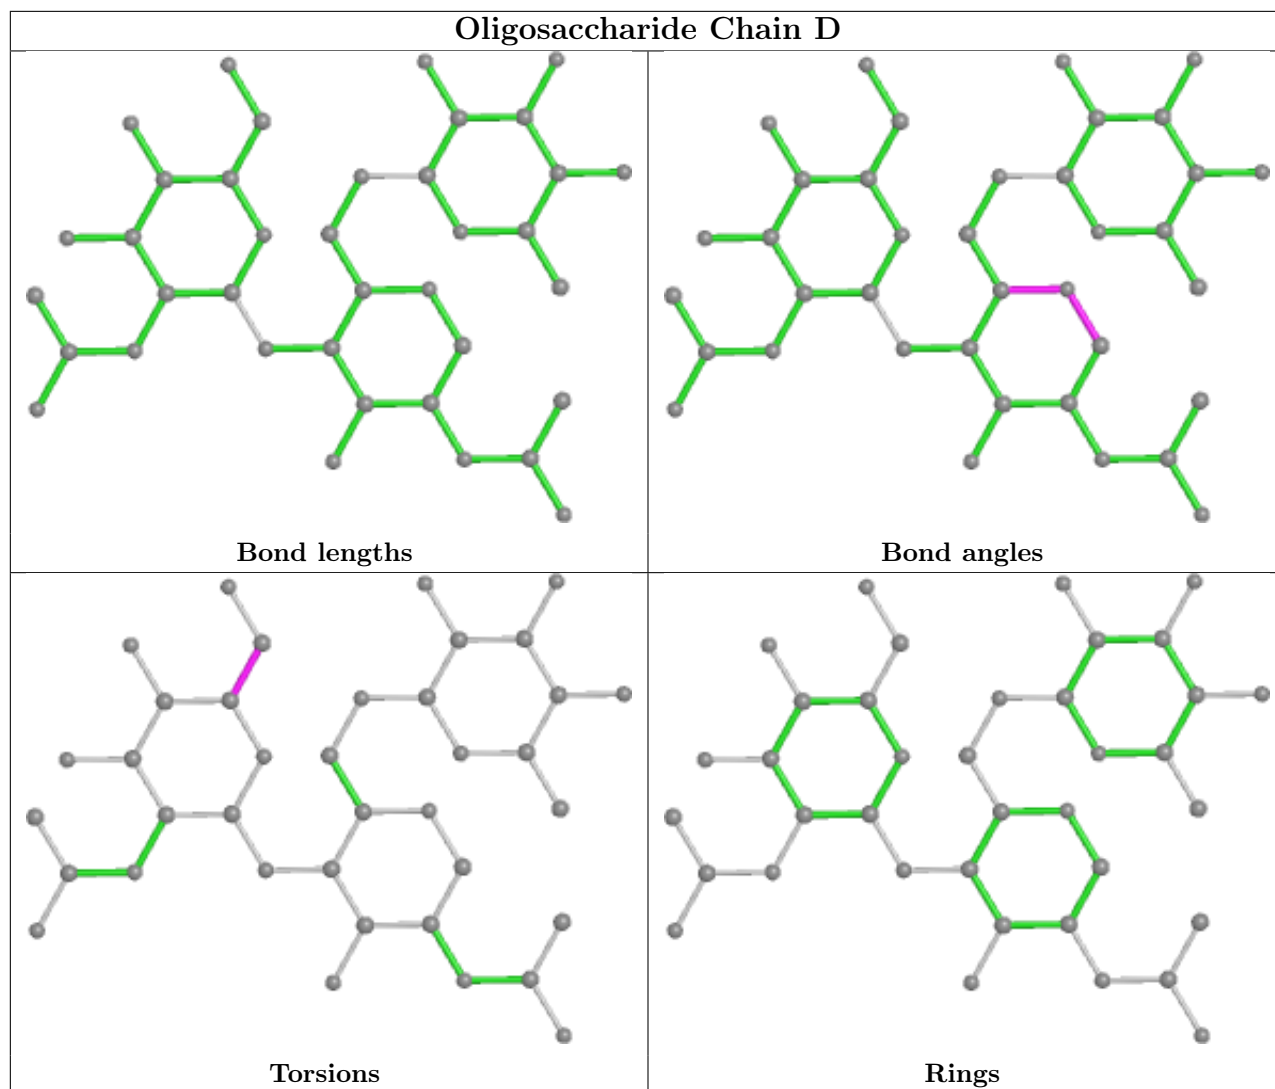 Oligosaccharide Chain D
Bond lengths
Bond angles
Torsions
Rings